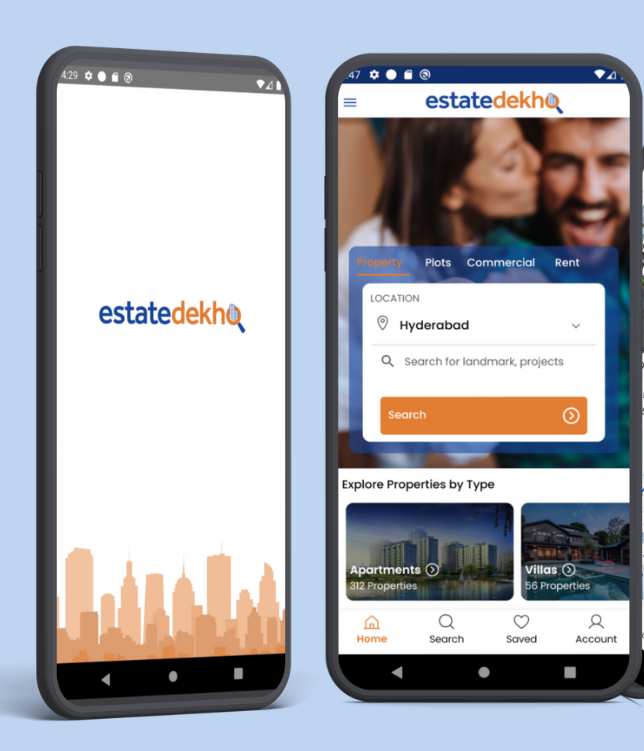 4:29
estatedekho
:47
estatedekho
Property Plots Commercial Rent
LOCATION
Hyderabad
Search for landmark, projects
Search
Explore Properties by Type
Apartments
312 Properties
Villas
56 Properties
Home Search Saved Account